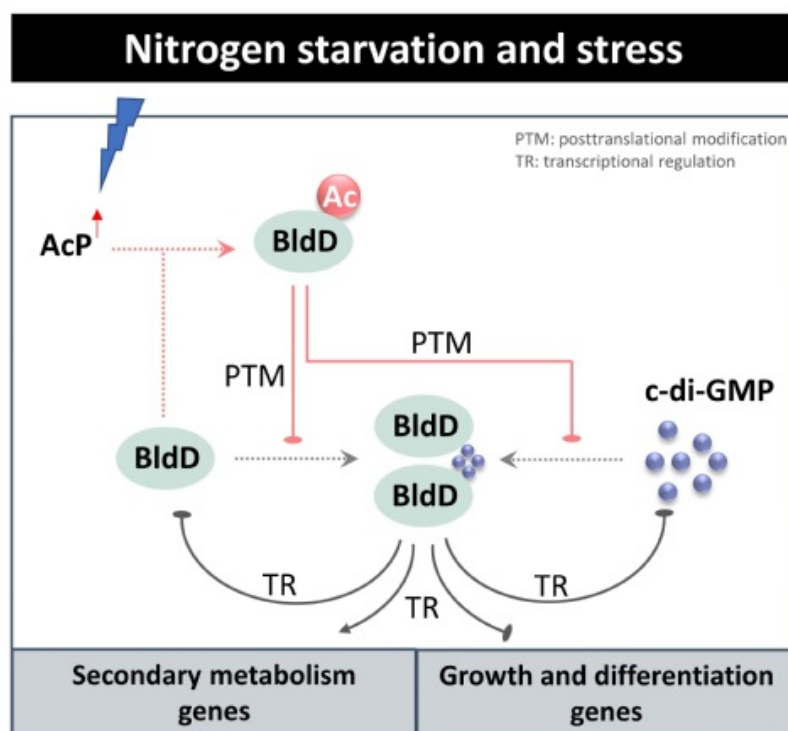 Nitrogen starvation and stress
PTM: posttranslational modification
TR: transcriptional regulation
Ac
AcP
BldD
PTM
PTM
c-di-GMP
BldD
BldD
BldD
TR
TR
TR
Secondary metabolism
genes
Growth and differentiation
genes